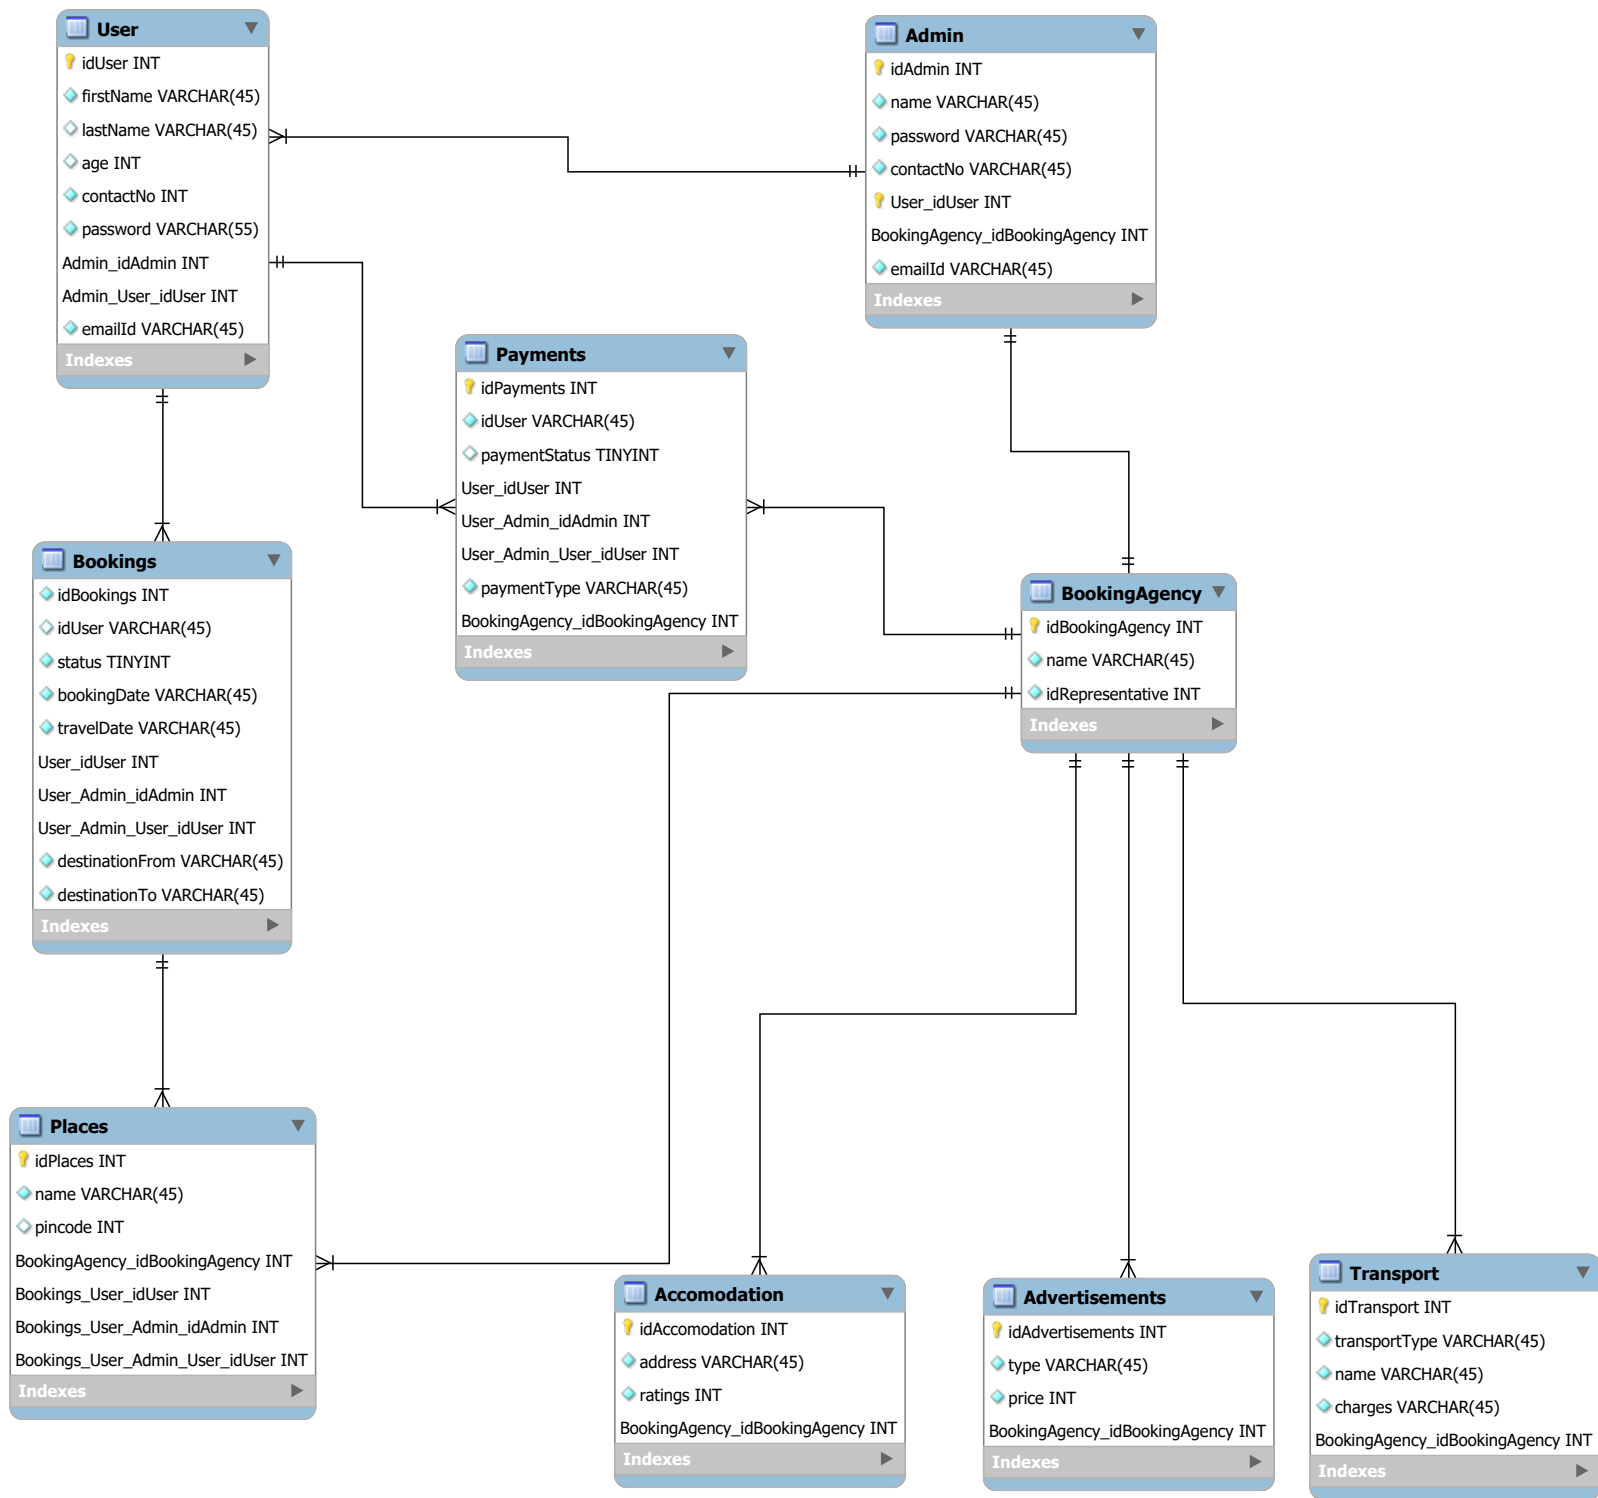 User
idUser INT
firstName VARCHAR(45)
lastName VARCHAR(45)
age INT
contactNo INT
password VARCHAR(55)
Admin_idAdmin INT
Admin_User_idUser INT
emailId VARCHAR(45)
Indexes
Admin
idAdmin INT
name VARCHAR(45)
password VARCHAR(45)
contactNo VARCHAR(45)
User_idUser INT
BookingAgency_idBookingAgency INT
emailId VARCHAR(45)
Indexes
Payments
idPayments INT
idUser VARCHAR(45)
paymentStatus TINYINT
User_idUser INT
User_Admin_idAdmin INT
User_Admin_User_idUser INT
paymentType VARCHAR(45)
BookingAgency_idBookingAgency INT
Indexes
Bookings
idBookings INT
idUser VARCHAR(45)
status TINYINT
bookingDate VARCHAR(45)
travelDate VARCHAR(45)
User_idUser INT
User_Admin_idAdmin INT
User_Admin_User_idUser INT
destinationFrom VARCHAR(45)
destinationTo VARCHAR(45)
Indexes
BookingAgency
idBookingAgency INT
name VARCHAR(45)
idRepresentative INT
Indexes
Places
idPlaces INT
name VARCHAR(45)
pincode INT
BookingAgency_idBookingAgency INT
Bookings_User_idUser INT
Bookings_User_Admin_idAdmin INT
Bookings_User_Admin_User_idUser INT
Indexes
Accomodation
idAccomodation INT
address VARCHAR(45)
ratings INT
BookingAgency_idBookingAgency INT
Indexes
Advertisements
idAdvertisements INT
type VARCHAR(45)
price INT
BookingAgency_idBookingAgency INT
Indexes
Transport
idTransport INT
transportType VARCHAR(45)
name VARCHAR(45)
charges VARCHAR(45)
BookingAgency_idBookingAgency INT
Indexes